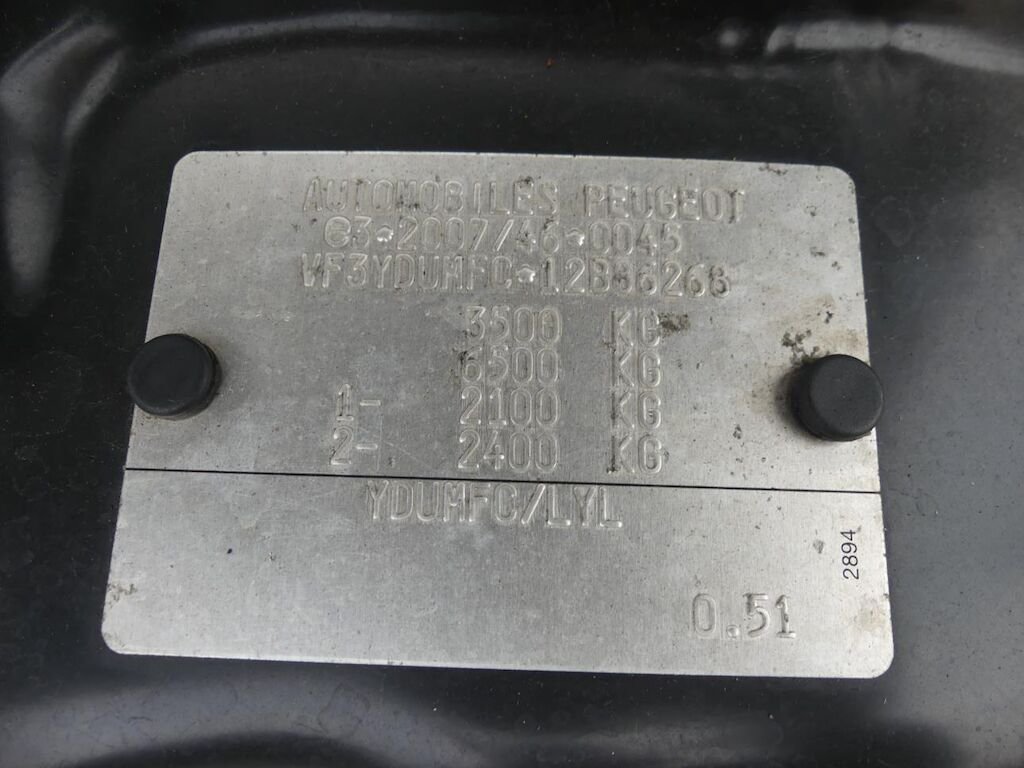 AUTOMOBILES PEUGEOT
e3*2007/46*0045
VF3YDUMFC*12B86268
3500 KG
6500 KG
1- 2100 KG
2- 2400 KG
YDUMFC/LYL
2894
0.51